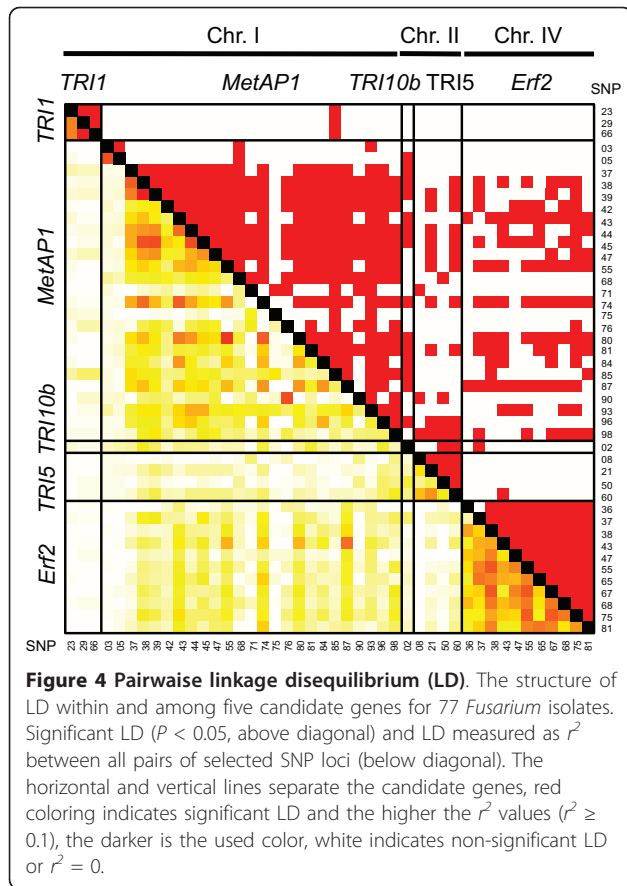 Chr. I Chr. II Chr. IV
TRI1 MetAP1 TRI10b TRI5 Erf2 SNP
TRI1
MetAP1
TRI10b
TRI5
Erf2
23
29
66
03
05
37
38
39
42
43
44
45
47
55
68
71
74
75
76
80
81
84
85
87
90
93
96
98
02
08
21
50
60
36
37
38
43
47
55
65
67
68
75
81
SNP 23 29 66 03 05 37 38 39 42 43 44 45 47 55 68 71 74 75 76 80 81 84 85 87 90 93 96 98 02 08 21 50 60 36 37 38 43 47 55 65 67 68 75 81
Figure 4 Pairwaise linkage disequilibrium (LD). The structure of
LD within and among five candidate genes for 77 Fusarium isolates.
Significant LD (P < 0.05, above diagonal) and LD measured as r²
between all pairs of selected SNP loci (below diagonal). The
horizontal and vertical lines separate the candidate genes, red
coloring indicates significant LD and the higher the r² values (r² ≥
0.1), the darker is the used color, white indicates non-significant LD
or r² = 0.